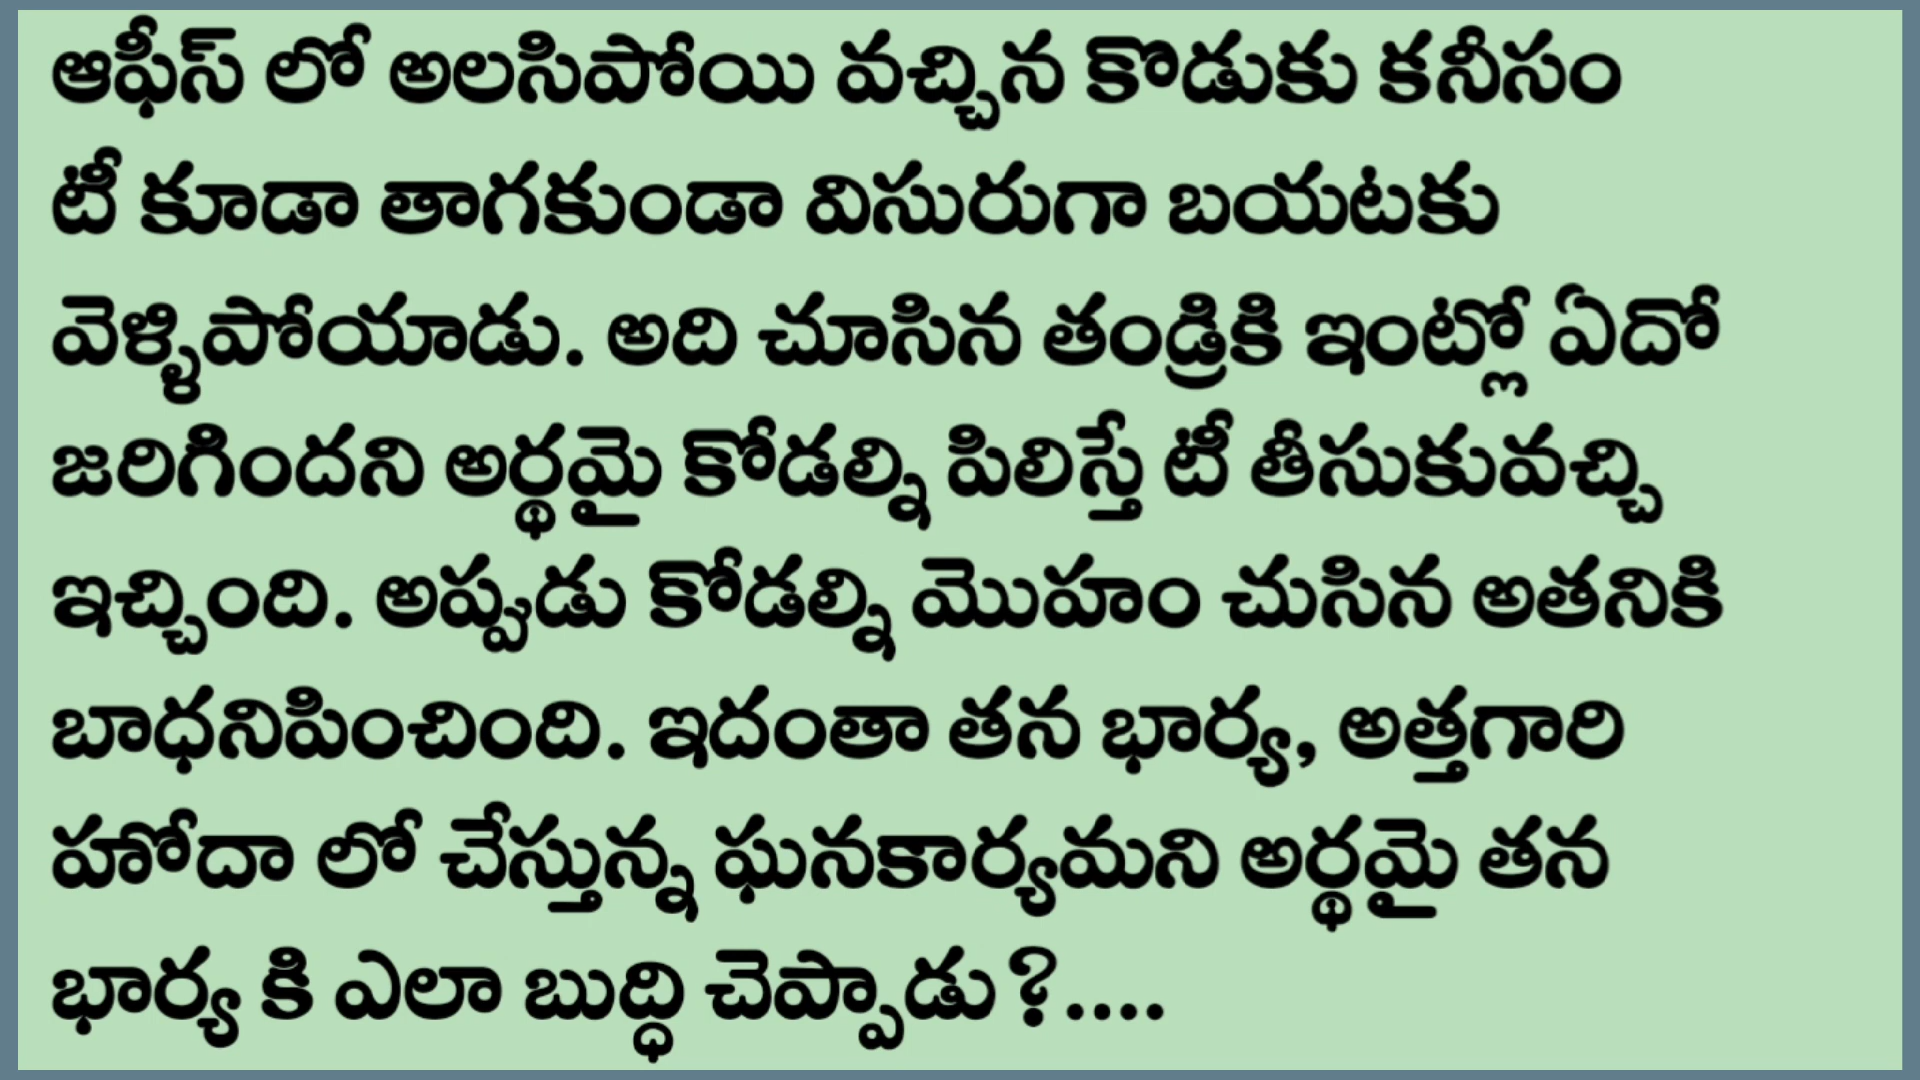 ఆఫీస్ లో అలసిపోయి వచ్చిన కొడుకు కనీసం
టీ కూడా తాగకుండా విసురుగా బయటకు
వెళ్ళిపోయాడు. అది చూసిన తండ్రికి ఇంట్లో ఏదో
జరిగిందని అర్థమై కోడల్ని పిలిస్తే టీ తీసుకువచ్చి
ఇచ్చింది. అప్పుడు కోడల్ని మొహం చుసిన అతనికి
బాధనిపించింది. ఇదంతా తన భార్య, అత్తగారి
హోదా లో చేస్తున్న ఘనకార్యమని అర్థమై తన
భార్య కి ఎలా బుద్ధి చెప్పాడు?....